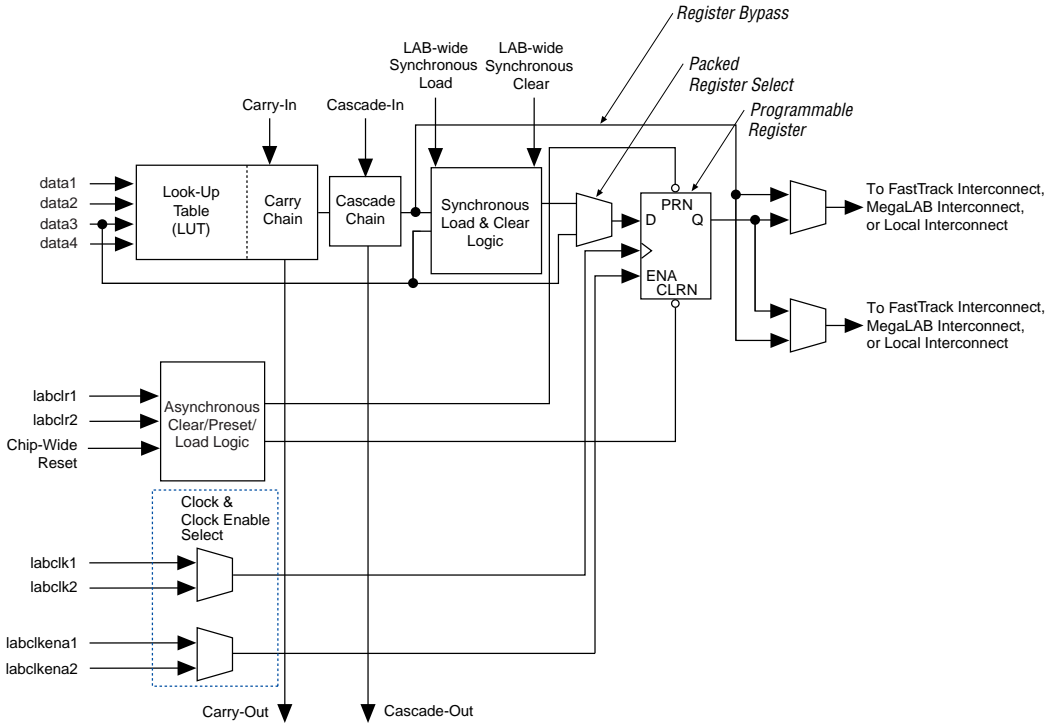 Register Bypass
LAB-wide
Synchronous
Load
LAB-wide
Synchronous
Clear
Packed
Register Select
Carry-In
Cascade-In
Programmable
Register
data1
data2
data3
data4
Look-Up
Table
(LUT)
Carry
Chain
Cascade
Chain
Synchronous
Load & Clear
Logic
PRN
D
Q
ENA
CLRN
To FastTrack Interconnect,
MegaLAB Interconnect,
or Local Interconnect
To FastTrack Interconnect,
MegaLAB Interconnect,
or Local Interconnect
labclr1
labclr2
Chip-Wide
Reset
Asynchronous
Clear/Preset/
Load Logic
Clock &
Clock Enable
Select
labclk1
labclk2
labclkena1
labclkena2
Carry-Out
Cascade-Out